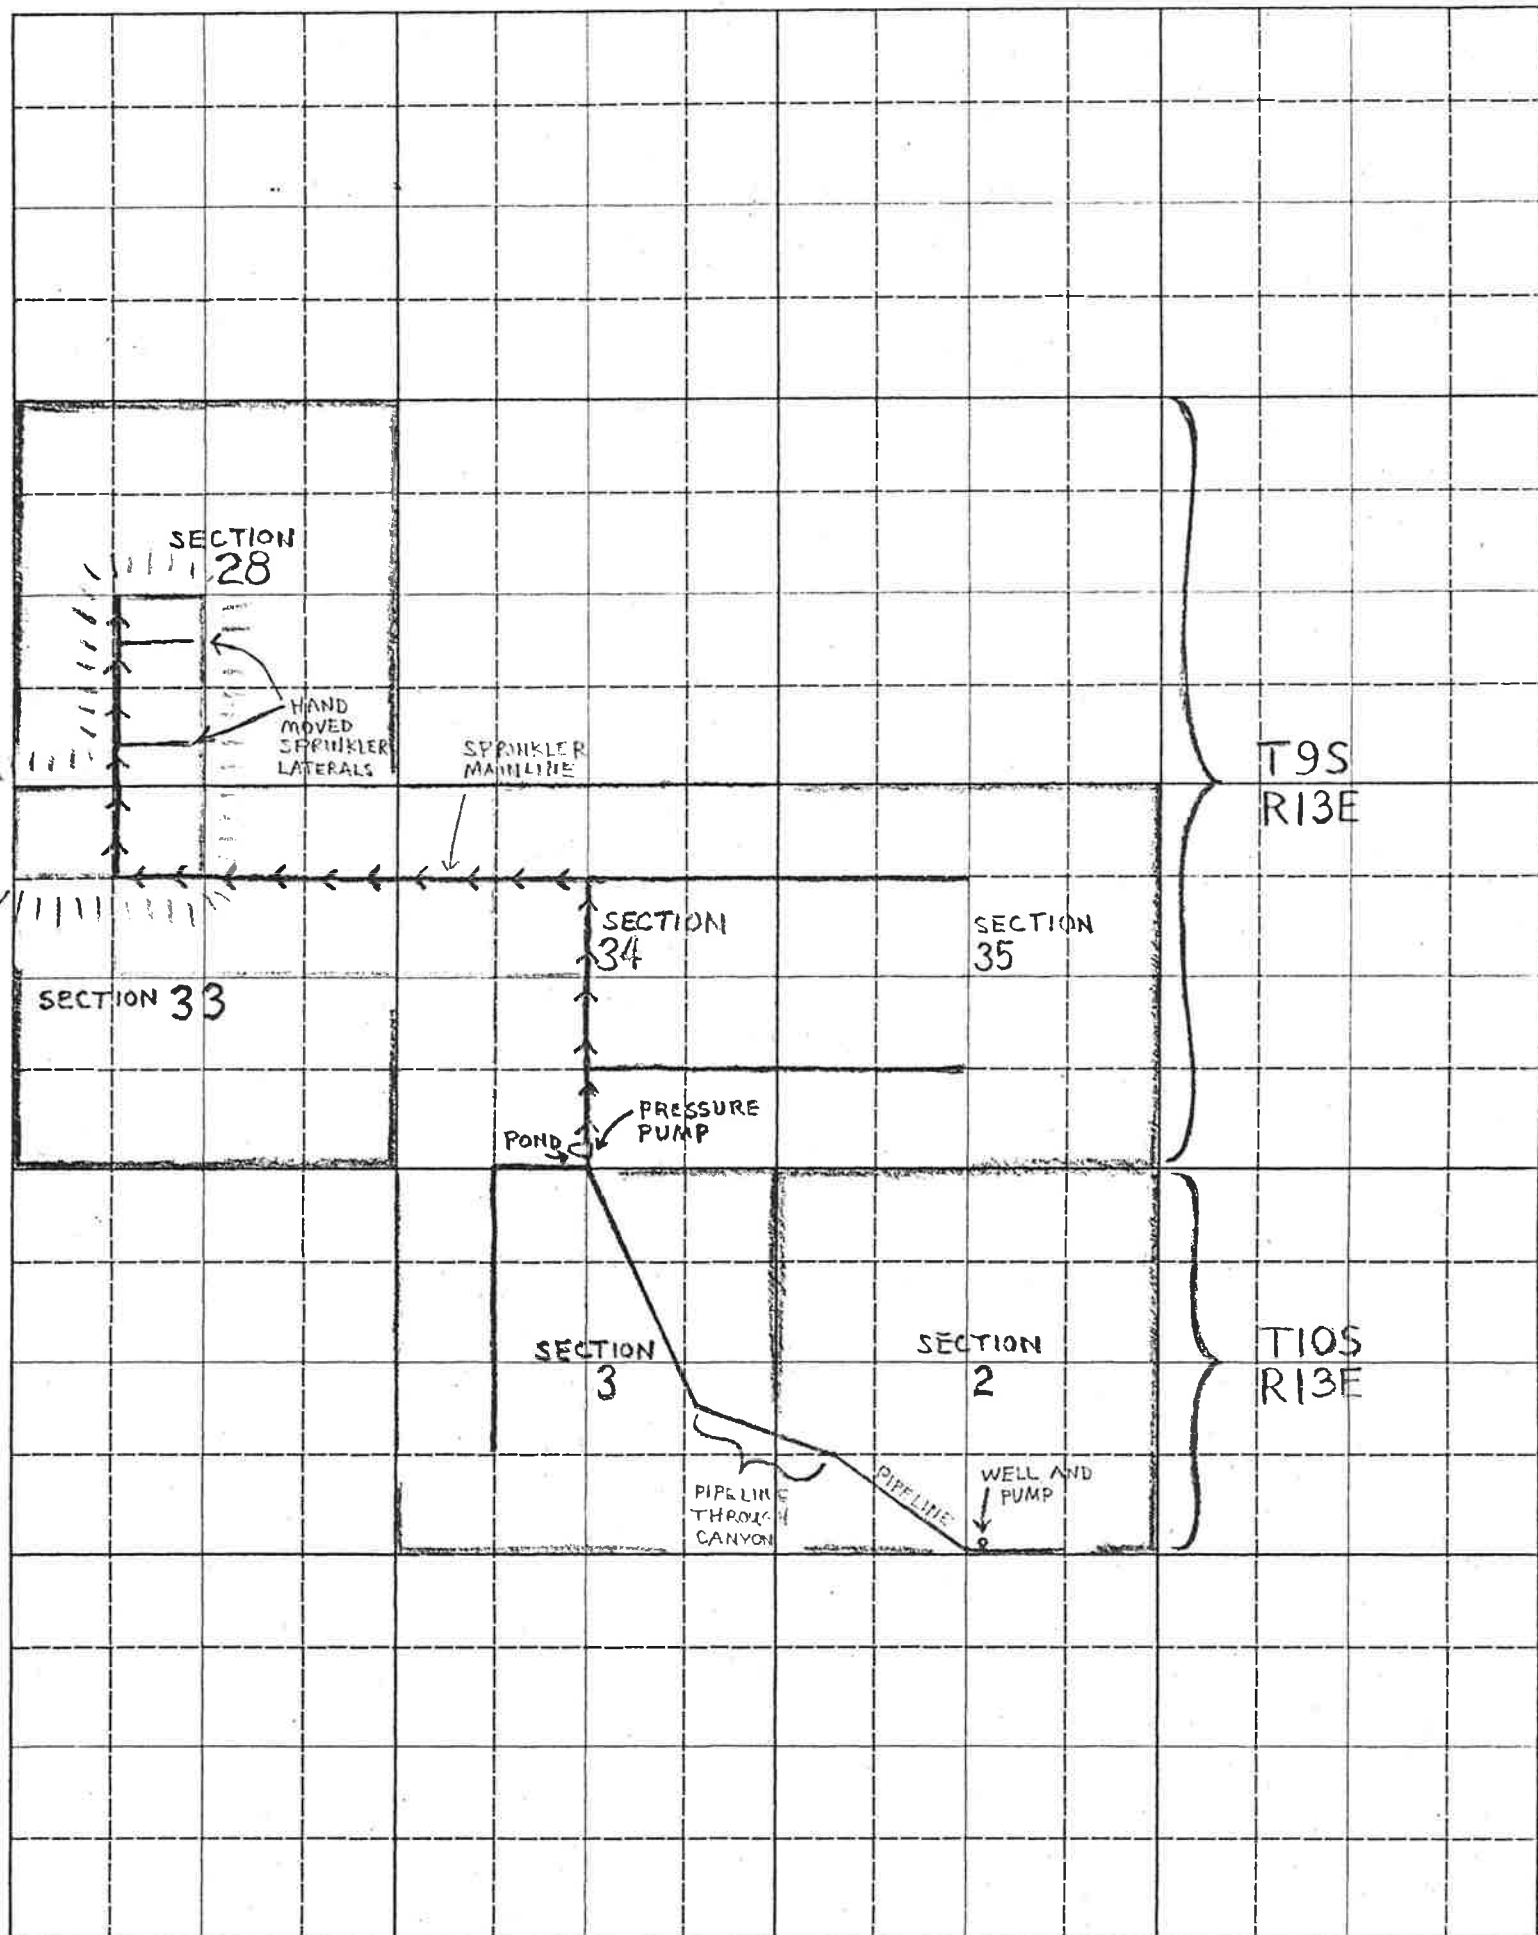 SECTION
28
HAND
MOVED
SPRINKLER
LATERALS
SPRINKLER
MAINLINE
T9S
R13E
SECTION
34
SECTION
35
SECTION 33
PRESSURE
PUMP
POND
SECTION
3
SECTION
2
T10S
R13E
PIPELINE
THROUGH
CANYON
PIPELINE
WELL AND
PUMP